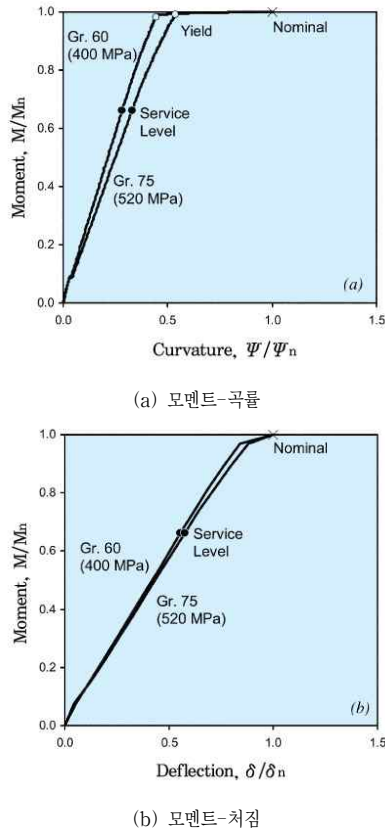 1.0
0.8
0.6
0.4
0.2
0.0
Moment, M/Mn
Gr. 60
(400 MPa)
Yield
Nominal
Service
Level
Gr. 75
(520 MPa)
(a)
0.0
0.5
1.0
1.5
Curvature, Ψ/Ψn
(a) 모멘트-곡률
1.0
0.8
0.6
0.4
0.2
0.0
Moment, M/Mn
Nominal
Service
Level
Gr. 60
(400 MPa)
Gr. 75
(520 MPa)
(b)
0.0
0.5
1.0
1.5
Deflection, δ/δn
(b) 모멘트-처짐